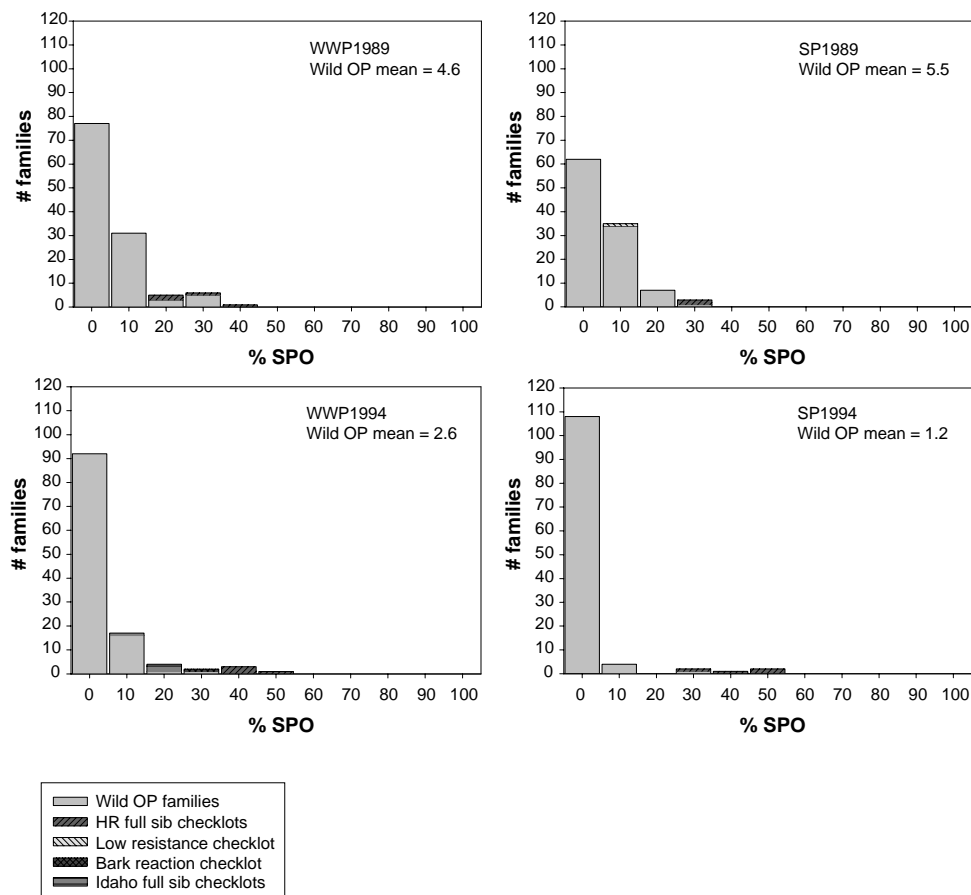 WWP1989
Wild OP mean = 4.6
# families
120
110
100
90
80
70
60
50
40
30
20
10
0
0 10 20 30 40 50 60 70 80 90 100
% SPO
SP1989
Wild OP mean = 5.5
# families
120
110
100
90
80
70
60
50
40
30
20
10
0
0 10 20 30 40 50 60 70 80 90 100
% SPO
WWP1994
Wild OP mean = 2.6
# families
120
110
100
90
80
70
60
50
40
30
20
10
0
0 10 20 30 40 50 60 70 80 90 100
% SPO
SP1994
Wild OP mean = 1.2
# families
120
110
100
90
80
70
60
50
40
30
20
10
0
0 10 20 30 40 50 60 70 80 90 100
% SPO
Wild OP families
HR full sib checklots
Low resistance checklot
Bark reaction checklot
Idaho full sib checklots